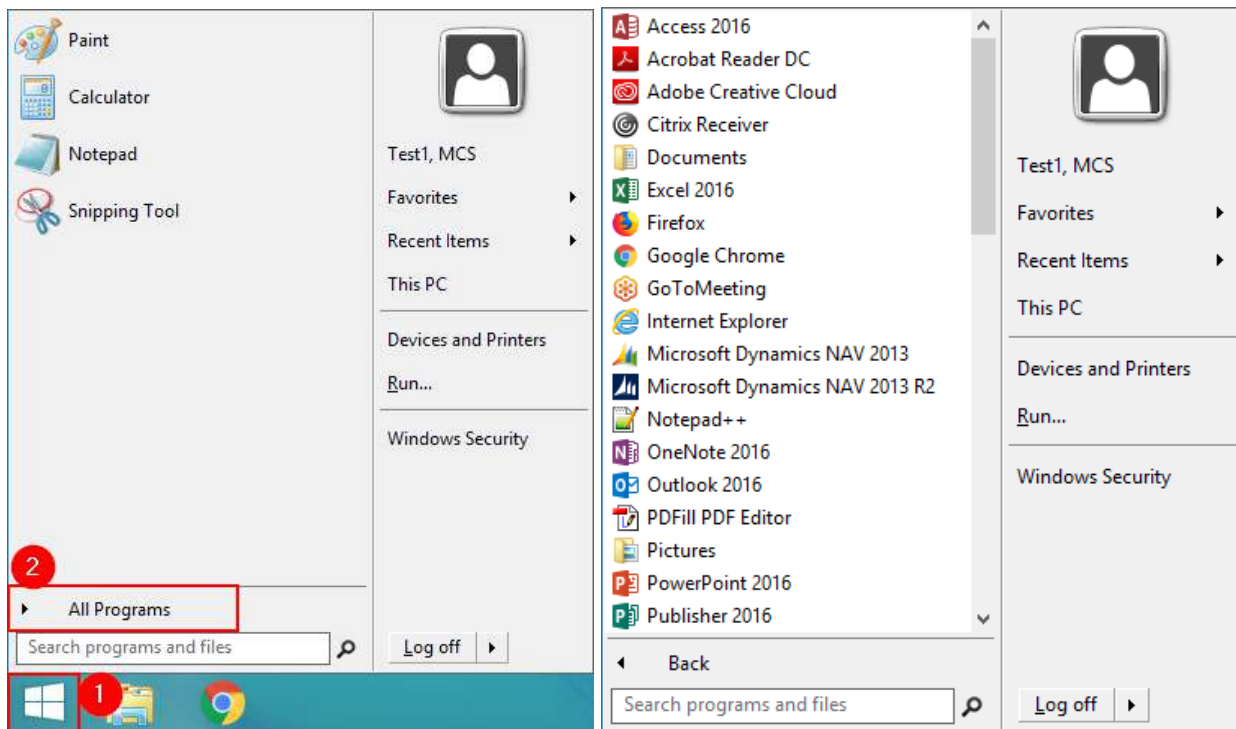 Paint
Calculator
Notepad
Snipping Tool
2
All Programs
Search programs and files
1
Test1, MCS
Favorites
Recent Items
This PC
Devices and Printers
Run...
Windows Security
Log off
Access 2016
Acrobat Reader DC
Adobe Creative Cloud
Citrix Receiver
Documents
Excel 2016
Firefox
Google Chrome
GoToMeeting
Internet Explorer
Microsoft Dynamics NAV 2013
Microsoft Dynamics NAV 2013 R2
Notepad++
OneNote 2016
Outlook 2016
PDFill PDF Editor
Pictures
PowerPoint 2016
Publisher 2016
Back
Search programs and files
Test1, MCS
Favorites
Recent Items
This PC
Devices and Printers
Run...
Windows Security
Log off